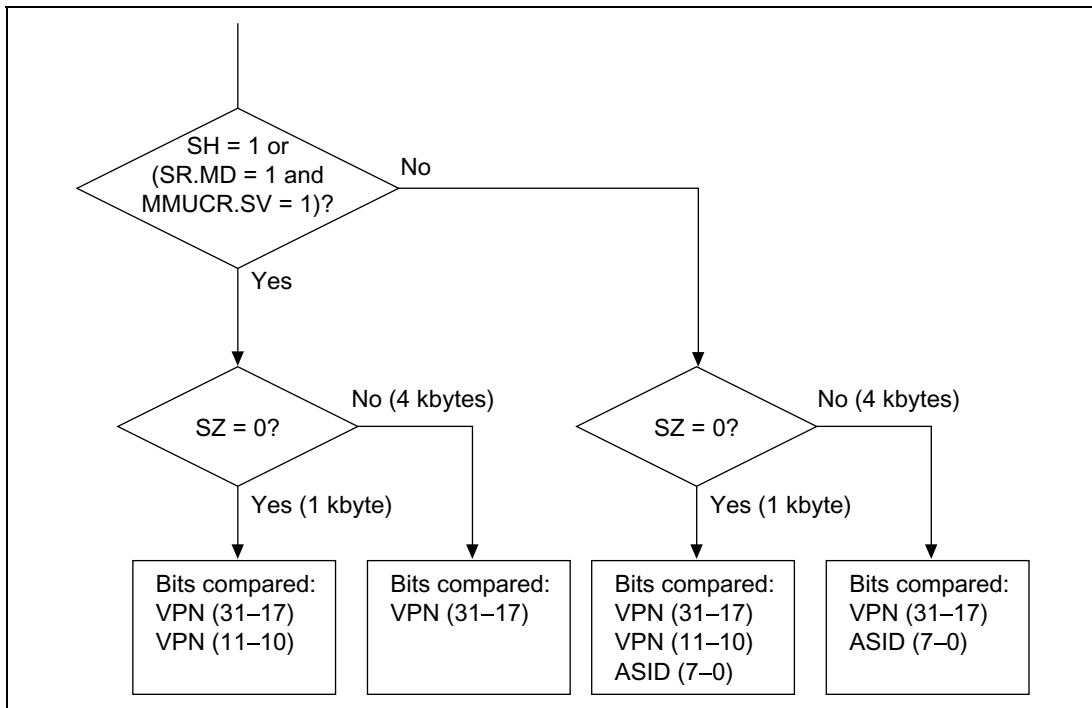 SH = 1 or
(SR.MD = 1 and
MMUCR.SV = 1)?
No
Yes
SZ = 0?
No (4 kbytes)
Yes (1 kbyte)
SZ = 0?
No (4 kbytes)
Yes (1 kbyte)
Bits compared:
VPN (31–17)
VPN (11–10)
Bits compared:
VPN (31–17)
Bits compared:
VPN (31–17)
VPN (11–10)
ASID (7–0)
Bits compared:
VPN (31–17)
ASID (7–0)